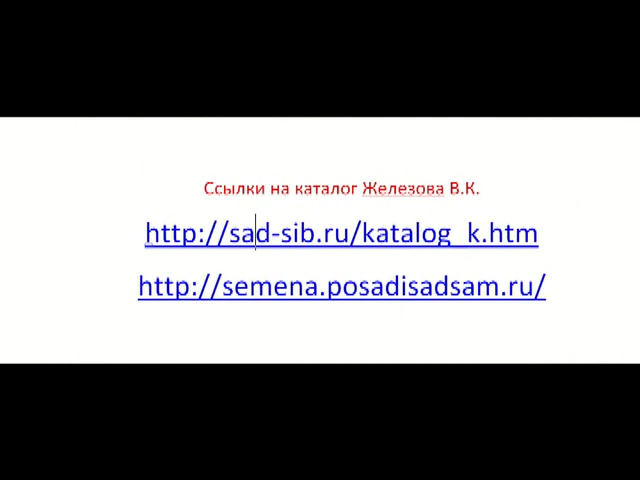 Ссылки на каталог Железова В.К.
http://sad-sib.ru/katalog_k.htm
http://semena.posadisadsam.ru/